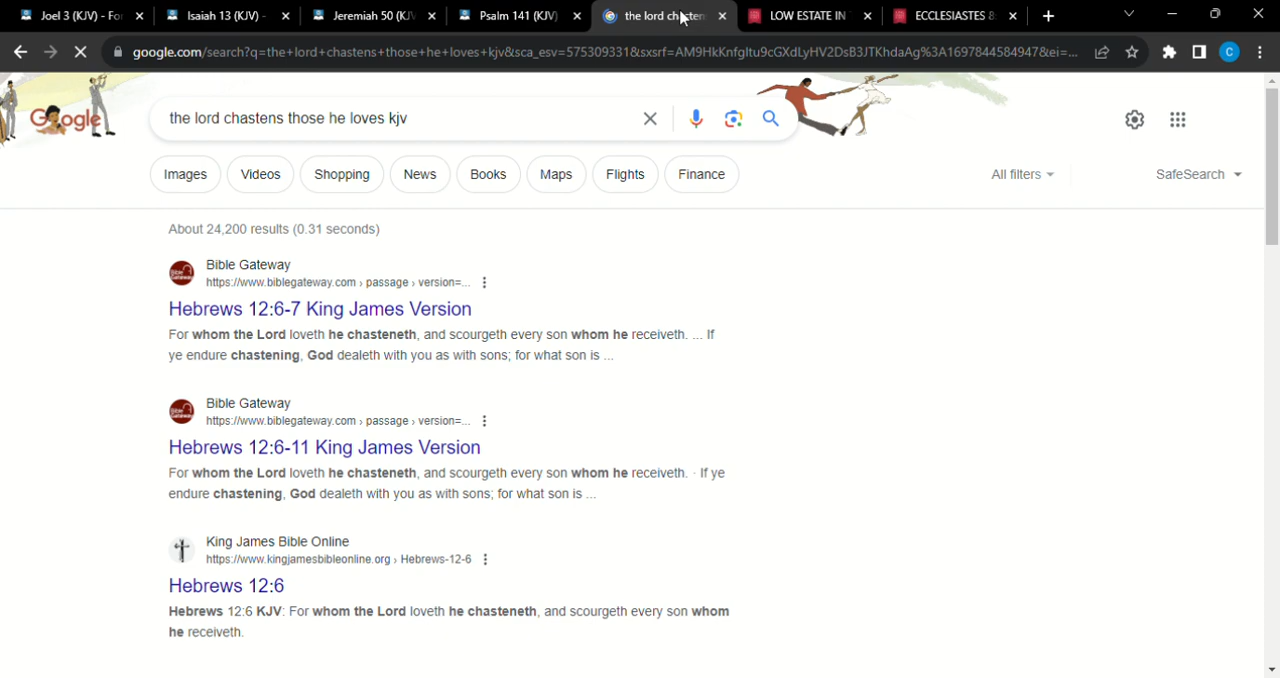 Joel 3 (KJV) - For
Isaiah 13 (KJV) -
Jeremiah 50 (KJV
Psalm 141 (KJV)
the lord chasten
LOW ESTATE IN
ECCLESIASTES 8:
google.com/search?q=the+lord+chastens+those+he+loves+kjv&sca_esv=575309331&sxsrf=AM9HkKnfgltu9cGXdLyHV2DsB3JTKhdaAg%3A1697844584947&ei=...
C
Google
the lord chastens those he loves kjv
Images
Videos
Shopping
News
Books
Maps
Flights
Finance
All filters
SafeSearch
About 24,200 results (0.31 seconds)
Bible Gateway
https://www.biblegateway.com › passage › version=...
Hebrews 12:6-7 King James Version
For whom the Lord loveth he chasteneth, and scourgeth every son whom he receiveth. ... If
ye endure chastening, God dealeth with you as with sons; for what son is ...
Bible Gateway
https://www.biblegateway.com › passage › version=...
Hebrews 12:6-11 King James Version
For whom the Lord loveth he chasteneth, and scourgeth every son whom he receiveth. · If ye
endure chastening, God dealeth with you as with sons; for what son is ...
King James Bible Online
https://www.kingjamesbibleonline.org › Hebrews-12-6
Hebrews 12:6
Hebrews 12:6 KJV: For whom the Lord loveth he chasteneth, and scourgeth every son whom
he receiveth.